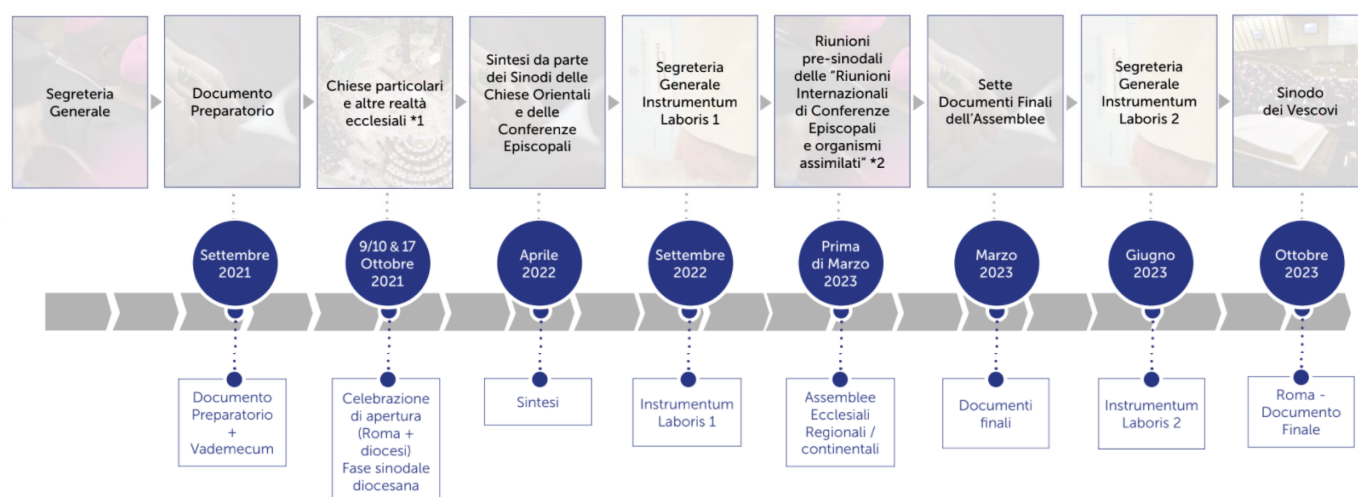 Segreteria
Generale
Documento
Preparatorio
Chiese particolari
e altre realtà
ecclesiali *1
Sintesi da parte
dei Sinodi delle
Chiese Orientali
e delle
Conferenze
Episcopali
Segreteria
Generale
Instrumentum
Laboris 1
Riunioni
pre-sinodali
delle “Riunioni
Internazionali
di Conferenze
Episcopali
e organismi
assimilati” *2
Sette
Documenti Finali
dell’Assemblee
Segreteria
Generale
Instrumentum
Laboris 2
Sinodo
dei Vescovi
Settembre
2021
9/10 & 17
Ottobre
2021
Aprile
2022
Settembre
2022
Prima
di Marzo
2023
Marzo
2023
Giugno
2023
Ottobre
2023
Documento
Preparatorio
+
Vademecum
Celebrazione
di apertura
(Roma +
diocesi)
Fase sinodale
diocesana
Sintesi
Instrumentum
Laboris 1
Assemblee
Ecclesiali
Regionali /
continentali
Documenti
finali
Instrumentum
Laboris 2
Roma -
Documento
Finale